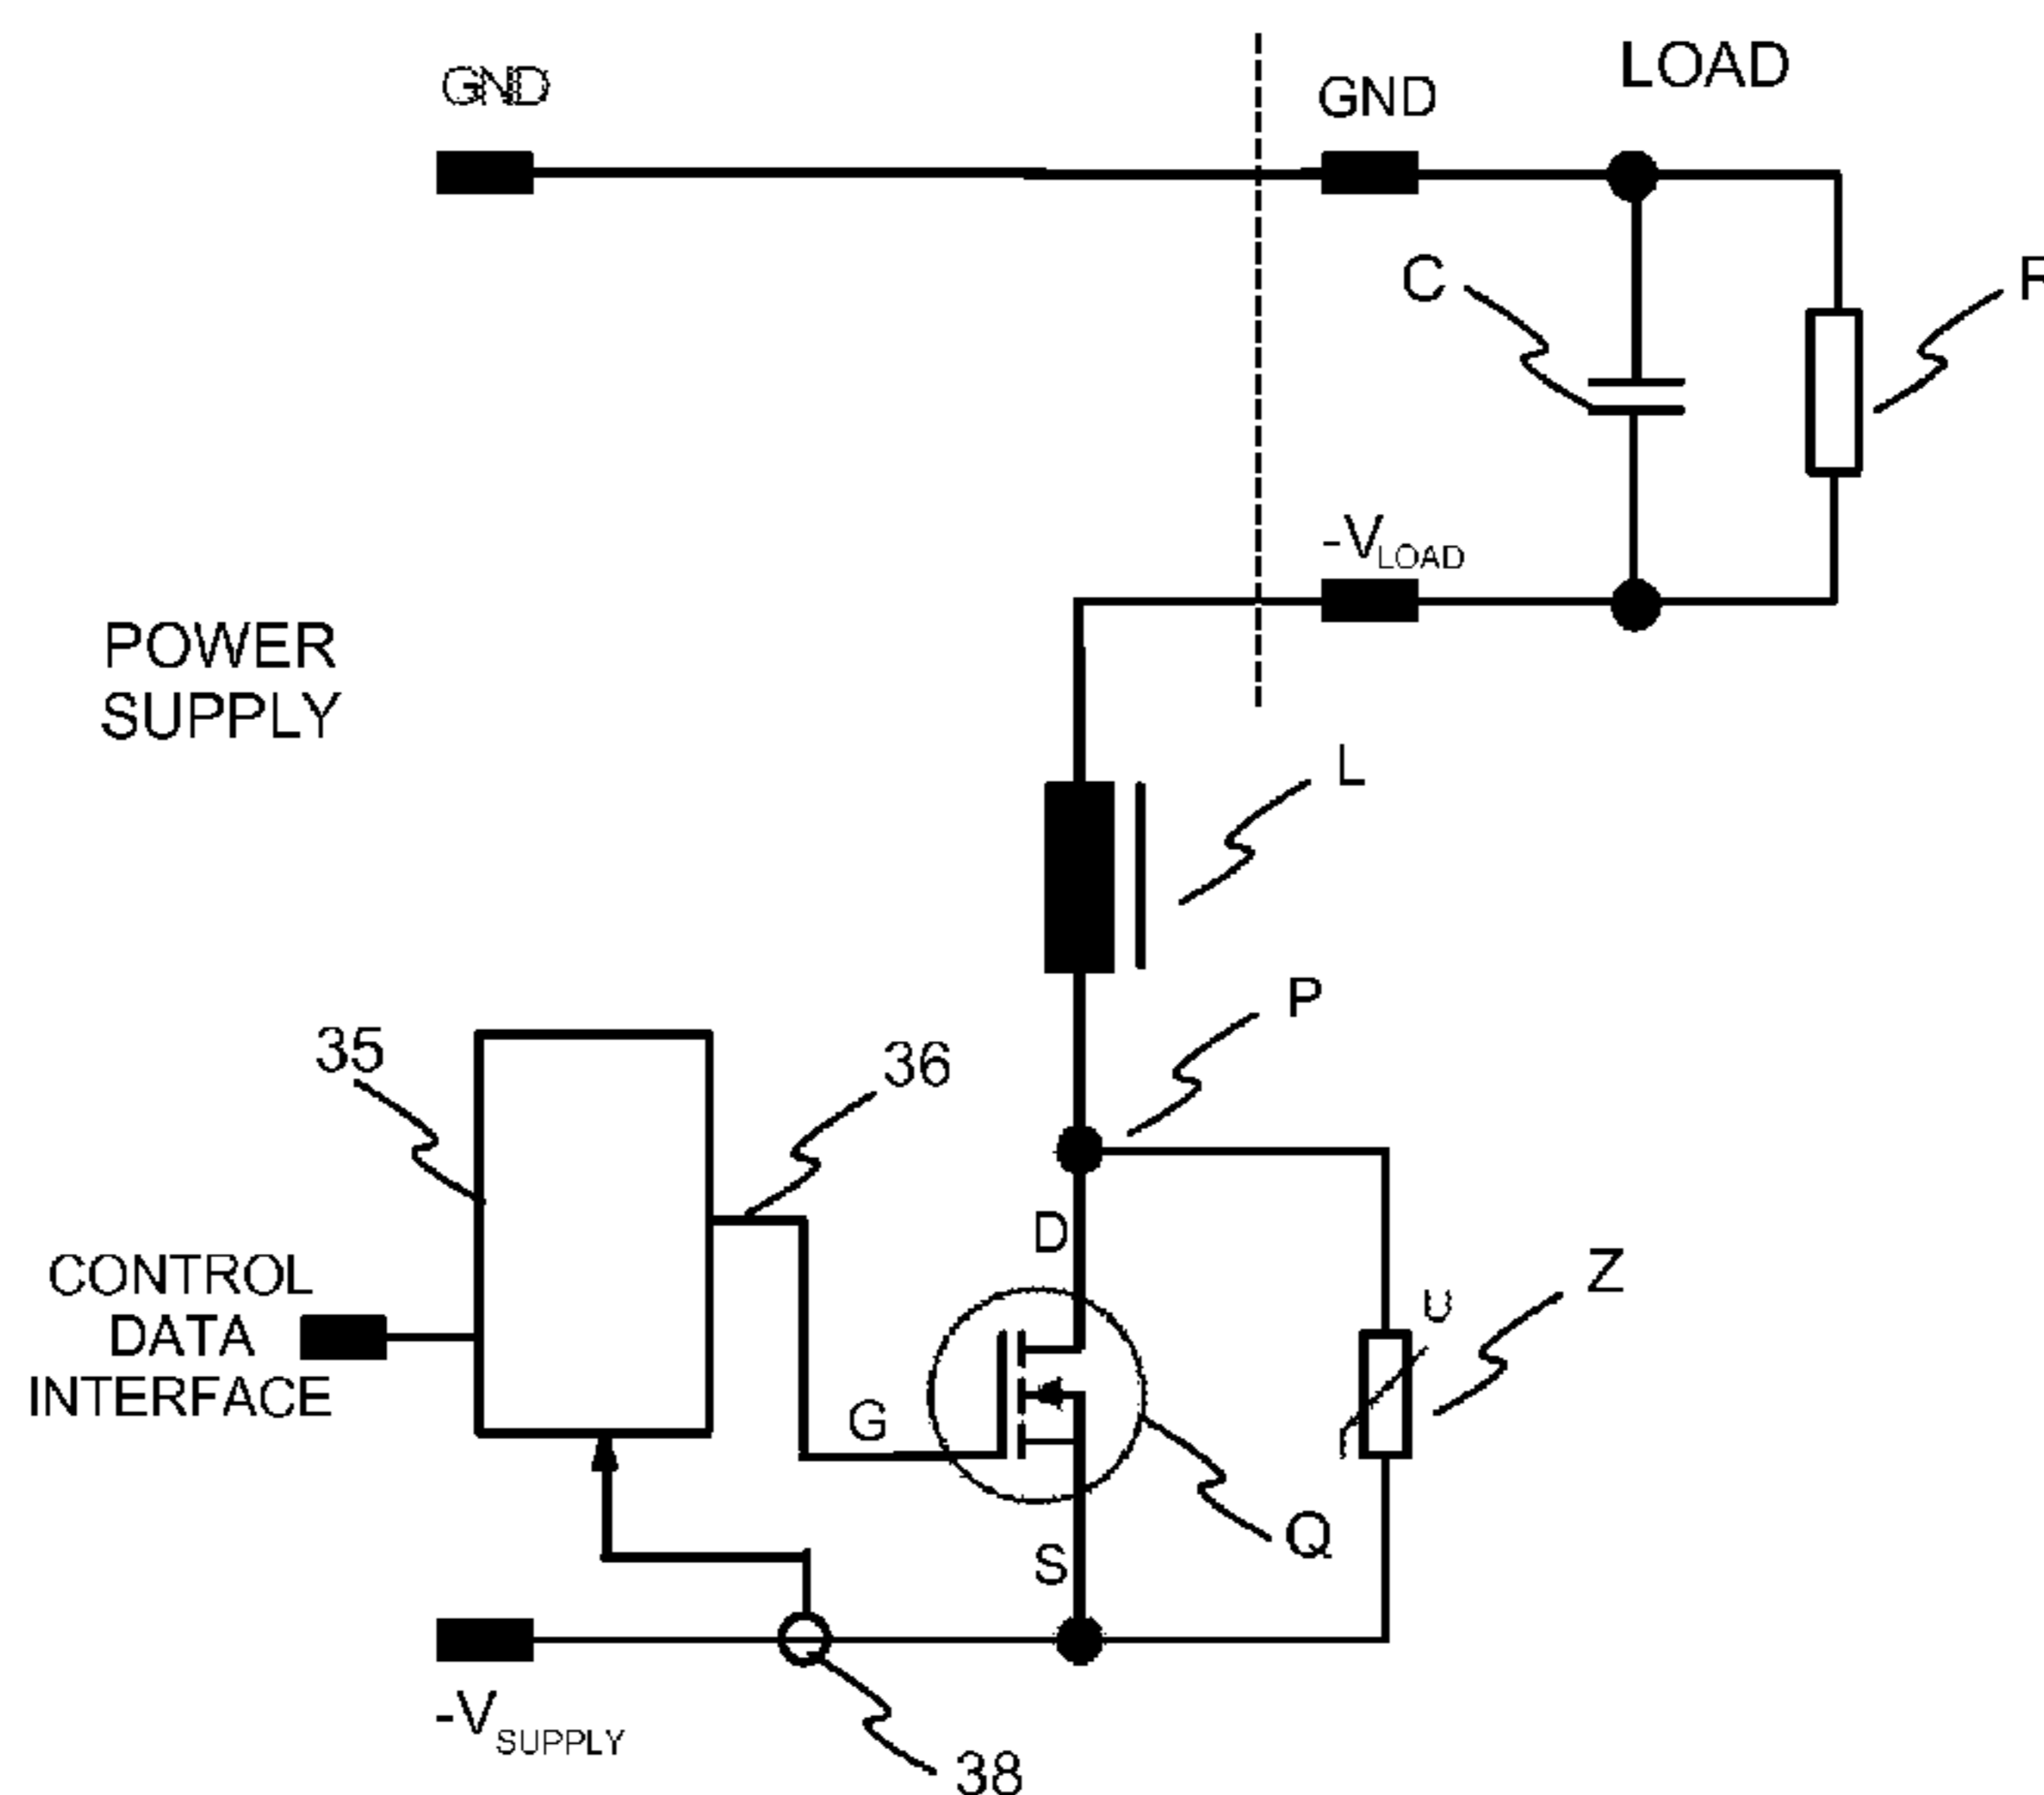 GND
GND
LOAD
C
R
-VLOAD
POWER
SUPPLY
L
P
35
36
D
Z
U
CONTROL
DATA
INTERFACE
G
Q
S
-VSUPPLY
38